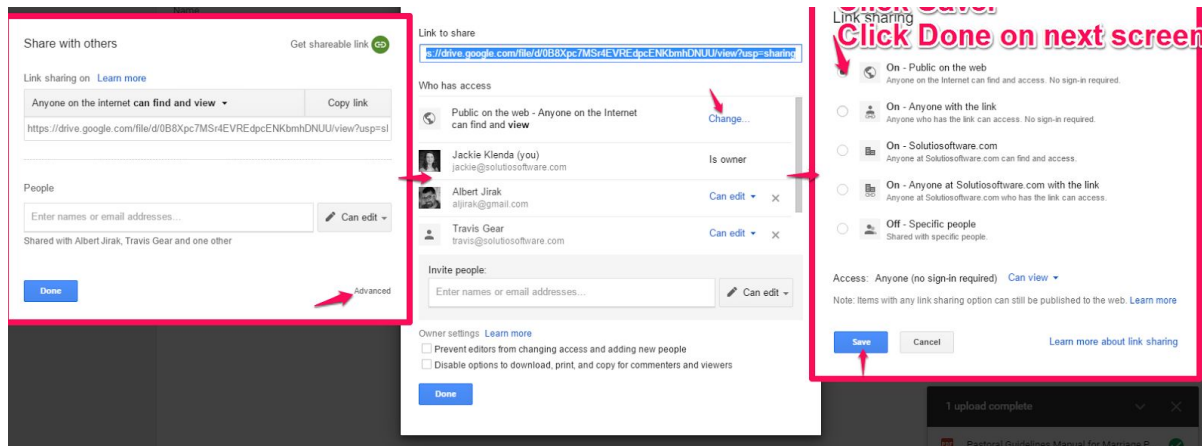 Name
Share with others
Get shareable link
Link sharing on Learn more
Anyone on the internet can find and view
Copy link
https://drive.google.com/file/d/0B8Xpc7MSr4EVREdpcENKbmhDNUU/view?usp=sl
People
Enter names or email addresses...
Can edit
Shared with Albert Jirak, Travis Gear and one other
Done
Advanced
Link to share
s://drive.google.com/file/d/0B8Xpc7MSr4EVREdpcENKbmhDNUU/view?usp=sharing
Who has access
Public on the web - Anyone on the Internet
can find and view
Change...
Jackie Klenda (you)
jackie@solutiosoftware.com
Is owner
Albert Jirak
aljirak@gmail.com
Can edit
Travis Gear
travis@solutiosoftware.com
Can edit
Invite people:
Enter names or email addresses...
Can edit
Owner settings Learn more
Prevent editors from changing access and adding new people
Disable options to download, print, and copy for commenters and viewers
Done
Click Save.
Link sharing
Click Done on next screen
On - Public on the web
Anyone on the Internet can find and access. No sign-in required.
On - Anyone with the link
Anyone who has the link can access. No sign-in required.
On - Solutiosoftware.com
Anyone at Solutiosoftware.com can find and access.
On - Anyone at Solutiosoftware.com with the link
Anyone at Solutiosoftware.com who has the link can access.
Off - Specific people
Shared with specific people.
Access: Anyone (no sign-in required) Can view
Note: Items with any link sharing option can still be published to the web. Learn more
Save
Cancel
Learn more about link sharing
1 upload complete
Pastoral Guidelines Manual for Marriage P